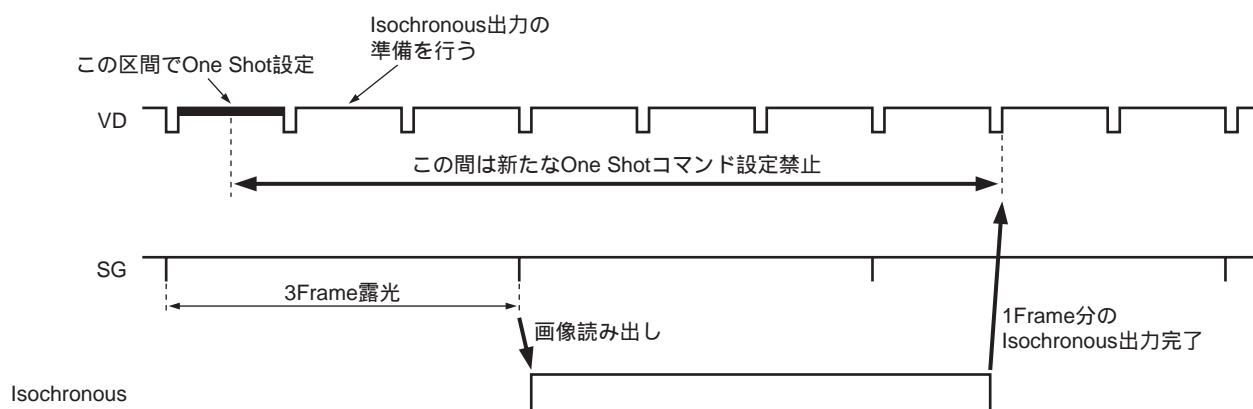 Isochronous出力の
準備を行う
この区間でOne Shot設定
VD
この間は新たなOne Shotコマンド設定禁止
SG
3Frame露光
画像読み出し
1Frame分の
Isochronous出力完了
Isochronous